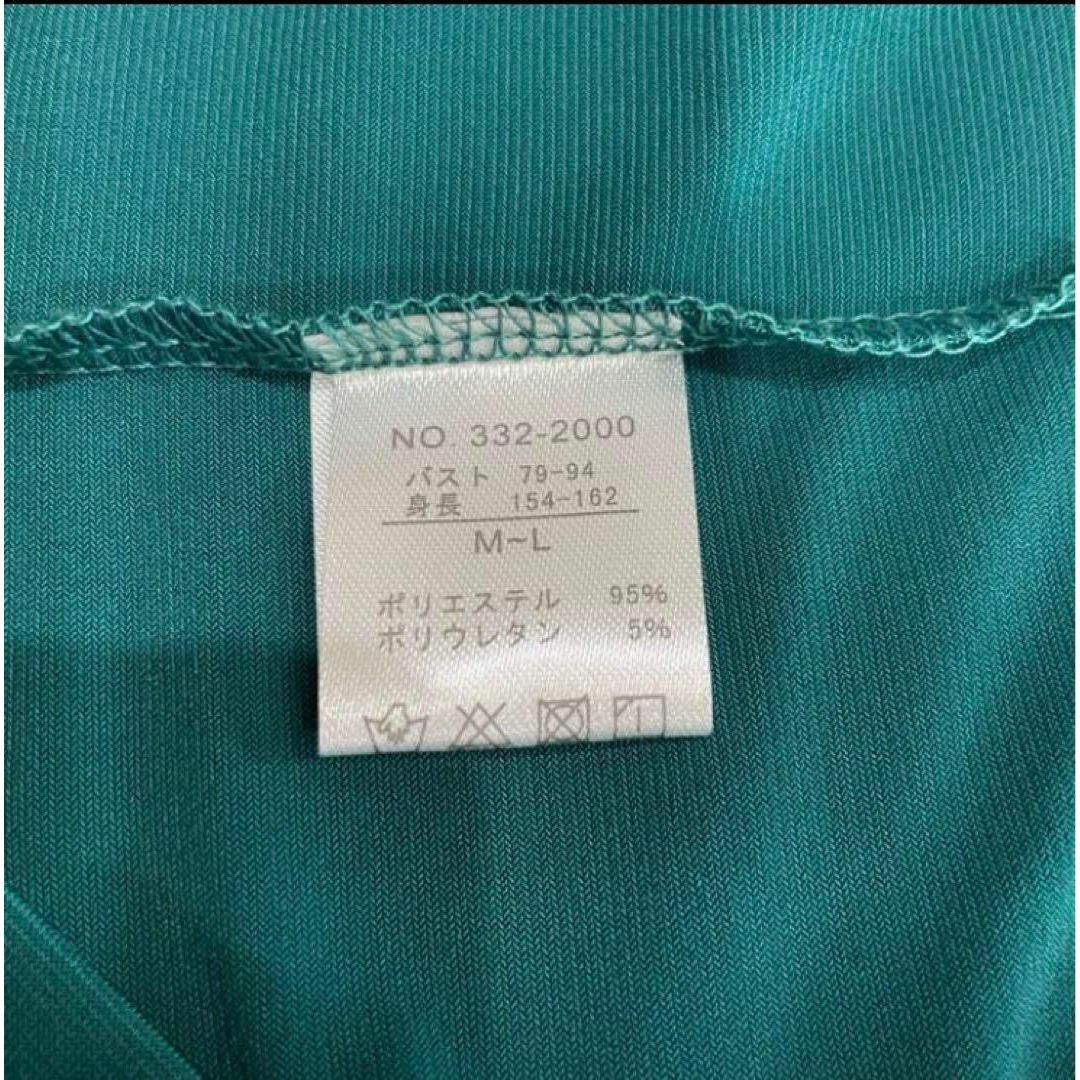 NO. 332-2000
バスト 79-94
身長 154-162
M~L
ポリエステル 95%
ポリウレタン 5%